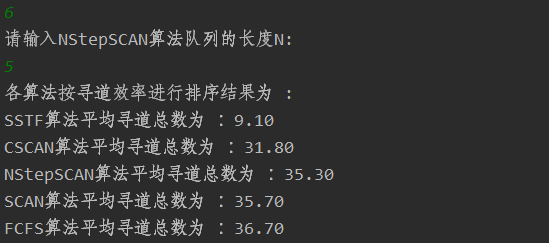 6
请输入NStepSCAN算法队列的长度N:
5
各算法按寻道效率进行排序结果为 :
SSTF算法平均寻道总数为 : 9.10
CSCAN算法平均寻道总数为 : 31.80
NStepSCAN算法平均寻道总数为 : 35.30
SCAN算法平均寻道总数为 : 35.70
FCFS算法平均寻道总数为 : 36.70